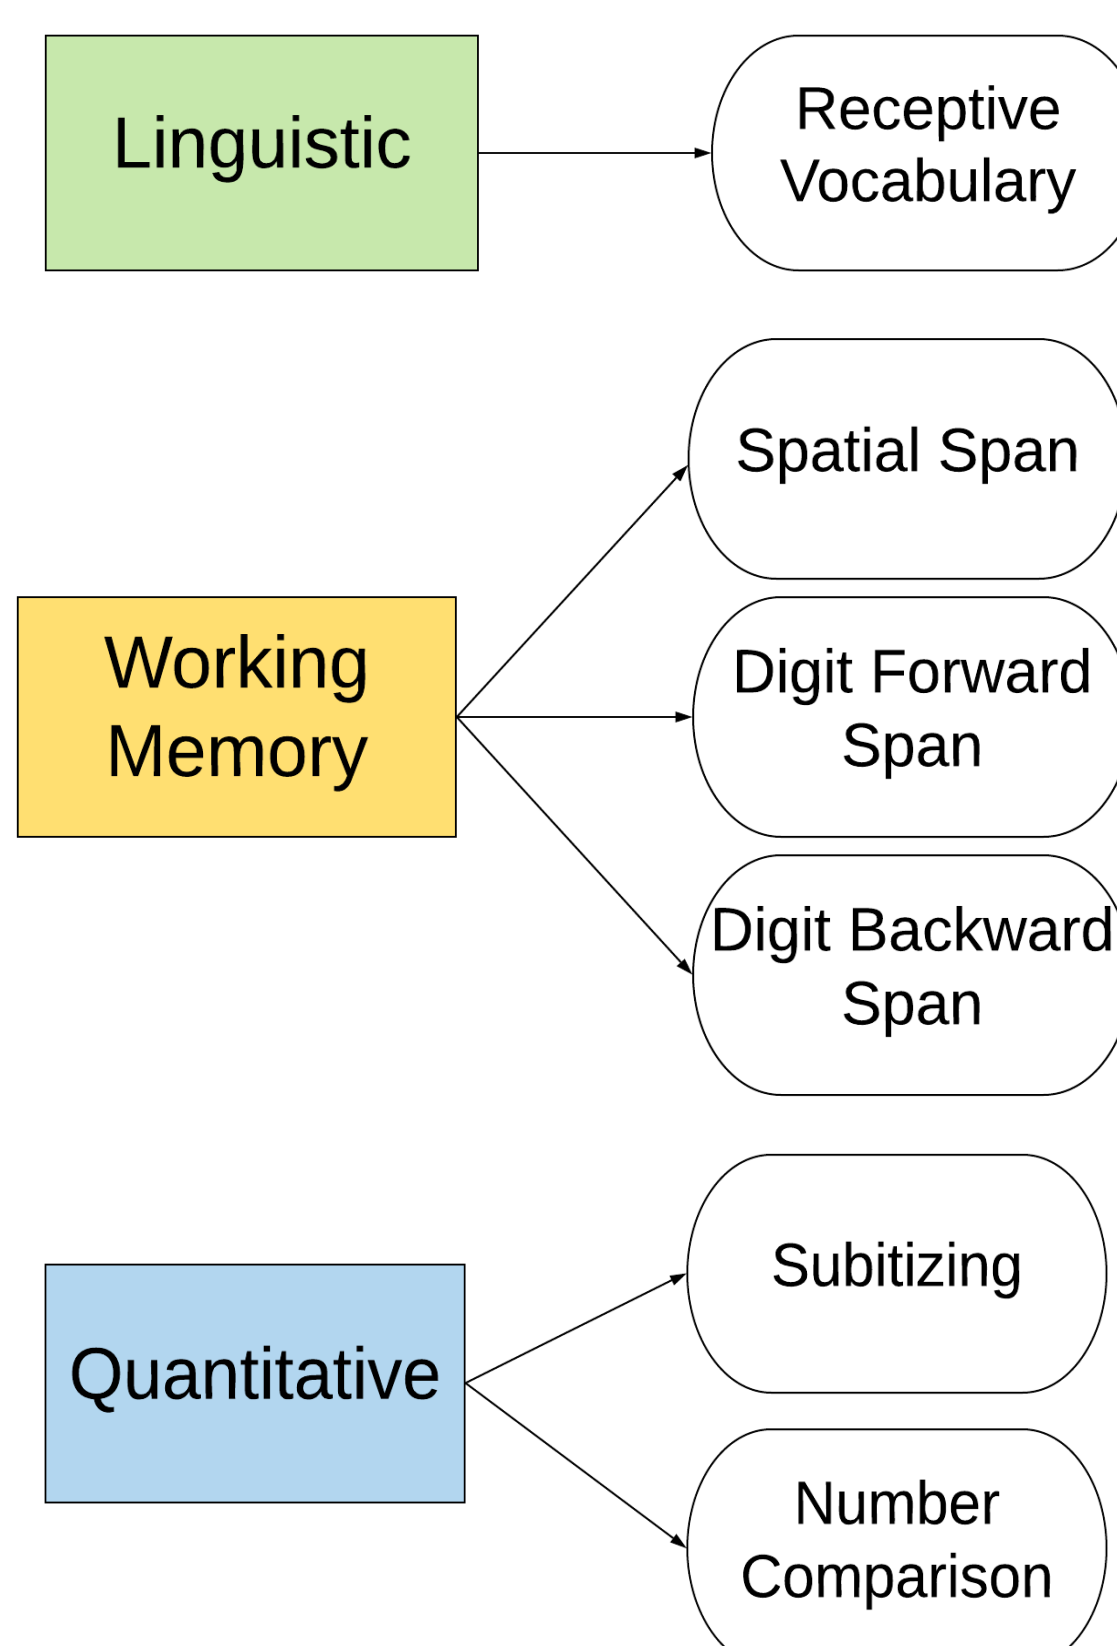 Linguistic
Receptive
Vocabulary
Spatial Span
Working
Memory
Digit Forward
Span
Digit Backward
Span
Subitizing
Quantitative
Number
Comparison